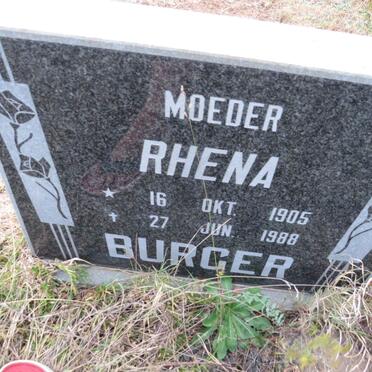 MOEDER
RHENA
* 16 OKT. 1905
✝ 27 JUN. 1988
BURGER